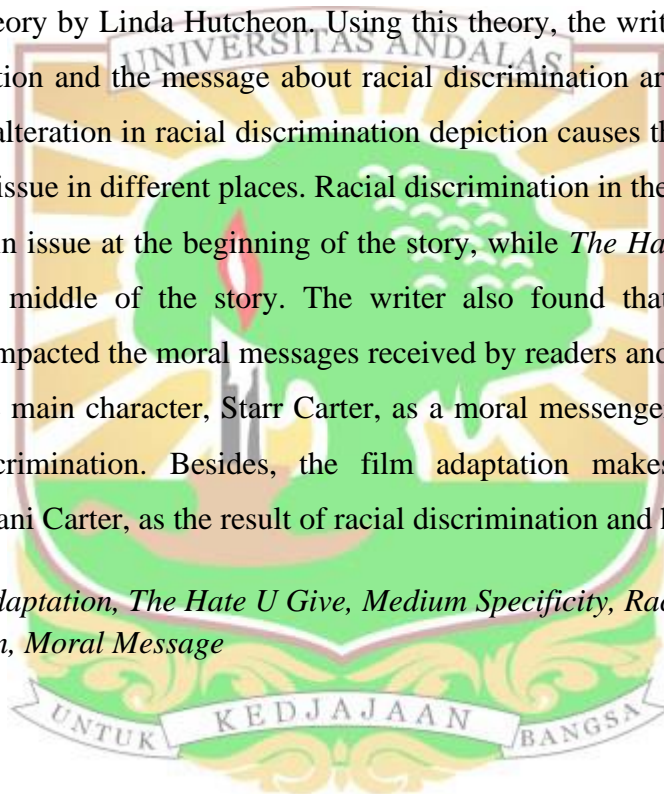 eory by Linda Hutcheon. Using this theory, the writ
UNIVERSITAS ANDALAS
tion and the message about racial discrimination ar
alteration in racial discrimination depiction causes th
issue in different places. Racial discrimination in the
in issue at the beginning of the story, while The Ha
middle of the story. The writer also found that
mpacted the moral messages received by readers and
main character, Starr Carter, as a moral messenge
crimination. Besides, the film adaptation makes
ani Carter, as the result of racial discrimination and
daptation, The Hate U Give, Medium Specificity, Rac
n, Moral Message
UNTUK KEDJAJAAN BANGSA